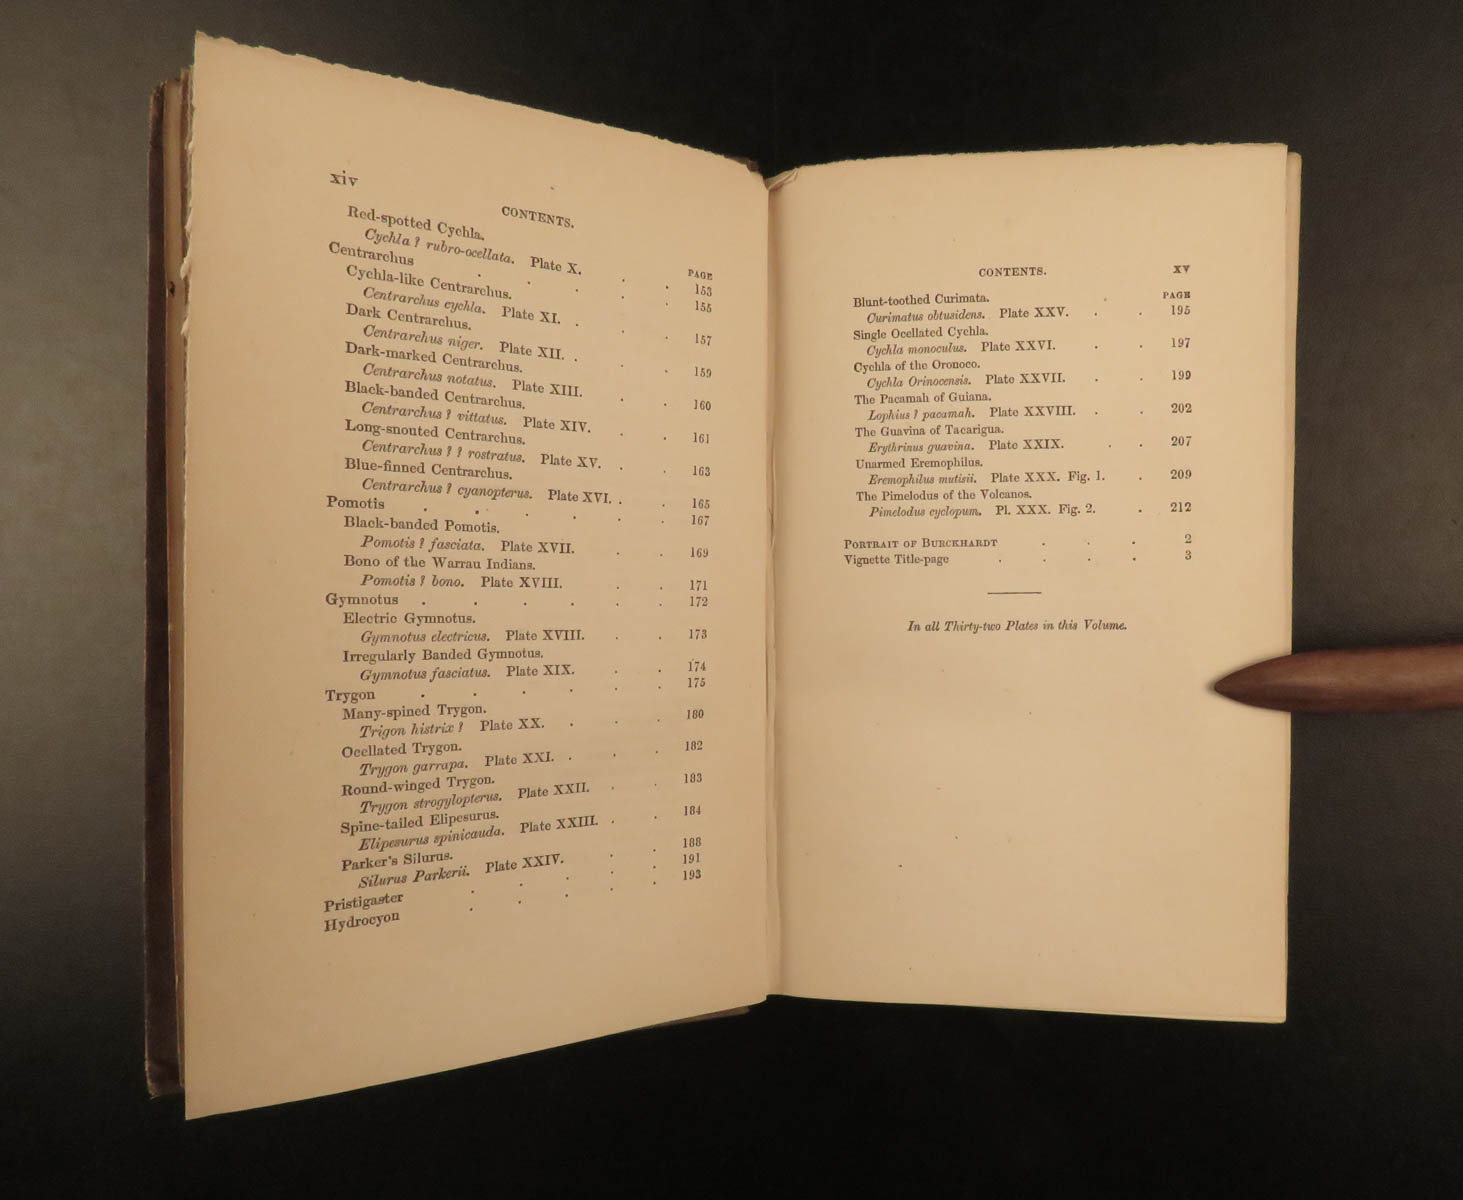 xiv
CONTENTS.
PAGE
Red-spotted Cychla.
Cychla ? rubro-ocellata. Plate X. . . 153
Centrarchus . . . . . 155
Cychla-like Centrarchus.
Centrarchus cychla. Plate XI. . . . 157
Dark Centrarchus.
Centrarchus niger. Plate XII. . . . 159
Dark-marked Centrarchus.
Centrarchus notatus. Plate XIII. . . 160
Black-banded Centrarchus.
Centrarchus ? vittatus. Plate XIV. . . 161
Long-snouted Centrarchus.
Centrarchus ? ? rostratus. Plate XV. . . 163
Blue-finned Centrarchus.
Centrarchus ? cyanopterus. Plate XVI. . . 165
Pomotis . . . . . . 167
Black-banded Pomotis.
Pomotis ? fasciata. Plate XVII. . . 169
Bono of the Warrau Indians.
Pomotis ? bono. Plate XVIII. . . 171
Gymnotus . . . . . . 172
Electric Gymnotus.
Gymnotus electricus. Plate XVIII. . . 173
Irregularly Banded Gymnotus.
Gymnotus fasciatus. Plate XIX. . . 174
Trygon . . . . . . 175
Many-spined Trygon.
Trigon histrix ? Plate XX. . . . 180
Ocellated Trygon.
Trygon garrapa. Plate XXI. . . . 182
Round-winged Trygon.
Trygon strogylopterus. Plate XXII. . . 183
Spine-tailed Elipesurus.
Elipesurus spinicauda. Plate XXIII. . . 184
Parker's Silurus.
Silurus Parkerii. Plate XXIV. . . 188
Pristigaster . . . . . 191
Hydrocyon . . . . . 193
CONTENTS. XV
PAGE
Blunt-toothed Curimata.
Curimatus obtusidens. Plate XXV. . . 195
Single Ocellated Cychla.
Cychla monoculus. Plate XXVI. . . 197
Cychla of the Oronoco.
Cychla Orinocensis. Plate XXVII. . . 199
The Pacamah of Guiana.
Lophius ? pacamah. Plate XXVIII. . . 202
The Guavina of Tacarigua.
Erythrinus guavina. Plate XXIX. . . 207
Unarmed Eremophilus.
Eremophilus mutisii. Plate XXX. Fig. 1. . 209
The Pimelodus of the Volcanos.
Pimelodus cyclopum. Pl. XXX. Fig. 2. . 212
PORTRAIT OF BURCKHARDT . . . 2
Vignette Title-page . . . . 3
In all Thirty-two Plates in this Volume.